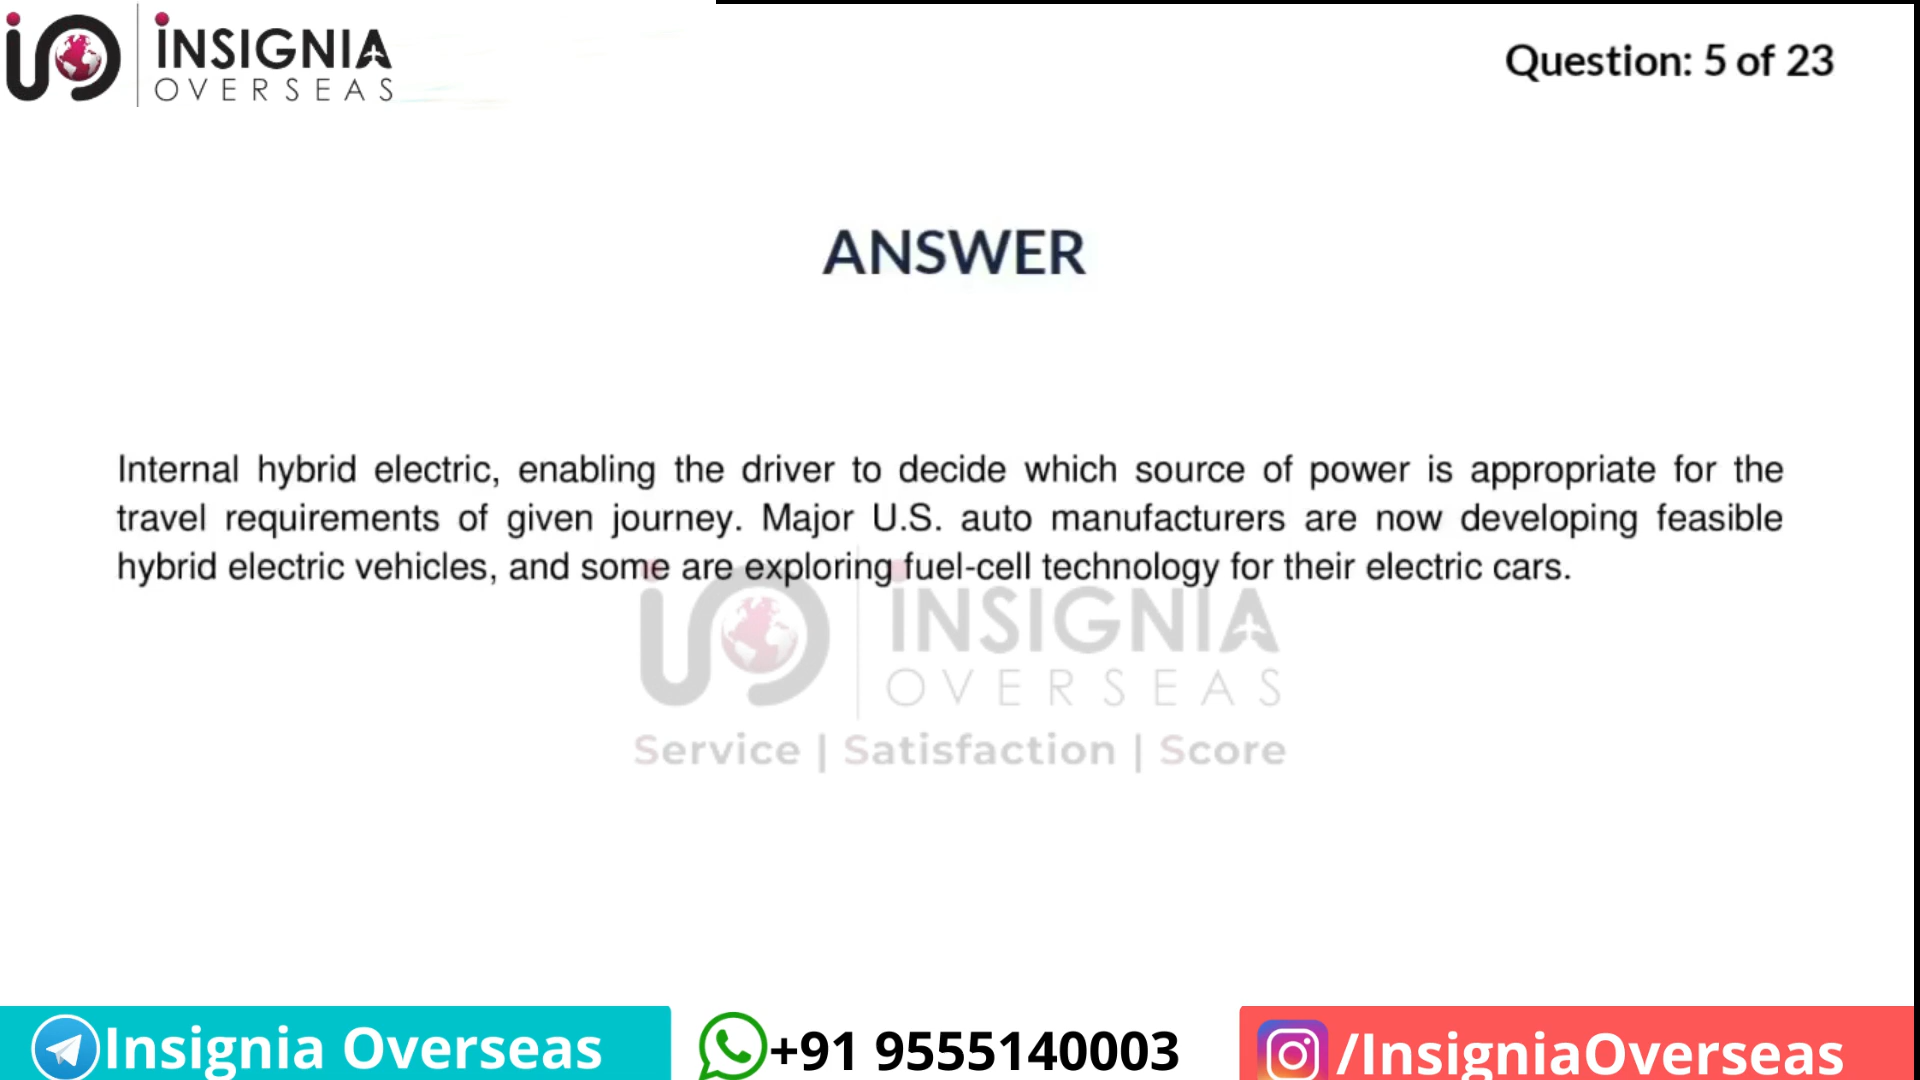 INSIGNIA
OVERSEAS
Question: 5 of 23
ANSWER
Internal hybrid electric, enabling the driver to decide which source of power is appropriate for the
travel requirements of given journey. Major U.S. auto manufacturers are now developing feasible
hybrid electric vehicles, and some are exploring fuel-cell technology for their electric cars.
INSIGNIA
OVERSEAS
Service | Satisfaction | Score
Insignia Overseas
+91 9555140003
/InsigniaOverseas